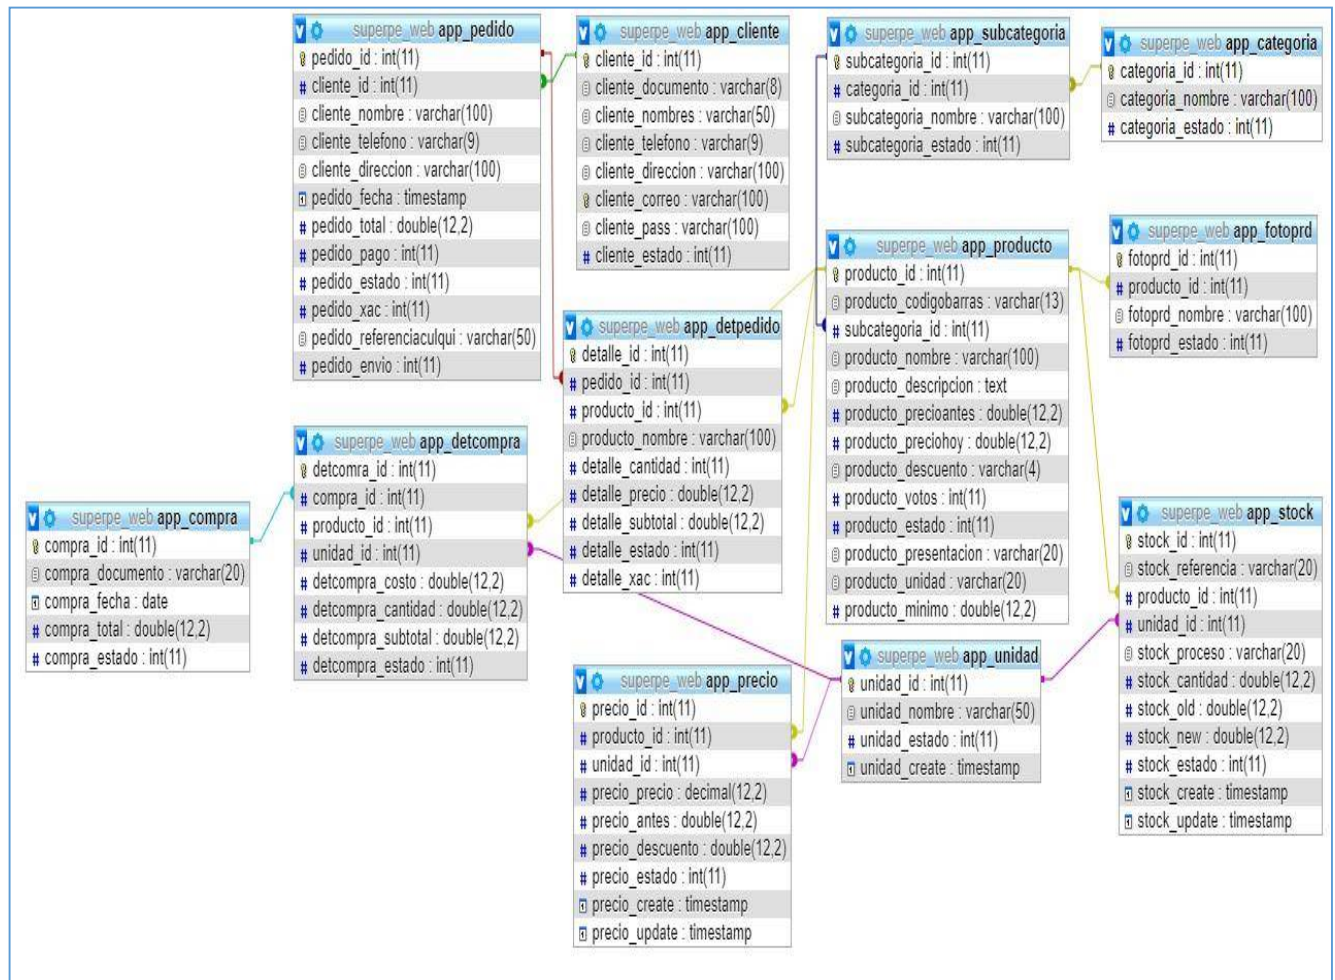 superpe_web app_pedido
pedido_id : int(11)
cliente_id : int(11)
cliente_nombre : varchar(100)
cliente_telefono : varchar(9)
cliente_direccion : varchar(100)
pedido_fecha : timestamp
pedido_total : double(12,2)
pedido_pago : int(11)
pedido_estado : int(11)
pedido_xac : int(11)
pedido_referenciaculqui : varchar(50)
pedido_envio : int(11)
superpe_web app_cliente
cliente_id : int(11)
cliente_documento : varchar(8)
cliente_nombres : varchar(50)
cliente_telefono : varchar(9)
cliente_direccion : varchar(100)
cliente_correo : varchar(100)
cliente_pass : varchar(100)
cliente_estado : int(11)
superpe_web app_subcategoria
subcategoria_id : int(11)
categoria_id : int(11)
subcategoria_nombre : varchar(100)
subcategoria_estado : int(11)
superpe_web app_categoria
categoria_id : int(11)
categoria_nombre : varchar(100)
categoria_estado : int(11)
superpe_web app_producto
producto_id : int(11)
producto_codigobarras : varchar(13)
subcategoria_id : int(11)
producto_nombre : varchar(100)
producto_descripcion : text
producto_precioantes : double(12,2)
producto_preciohoy : double(12,2)
producto_descuento : varchar(4)
producto_votos : int(11)
producto_estado : int(11)
producto_presentacion : varchar(20)
producto_unidad : varchar(20)
producto_minimo : double(12,2)
superpe_web app_fotoprd
fotoprd_id : int(11)
producto_id : int(11)
fotoprd_nombre : varchar(100)
fotoprd_estado : int(11)
superpe_web app_detpedido
detalle_id : int(11)
pedido_id : int(11)
producto_id : int(11)
producto_nombre : varchar(100)
detalle_cantidad : int(11)
detalle_precio : double(12,2)
detalle_subtotal : double(12,2)
detalle_estado : int(11)
detalle_xac : int(11)
superpe_web app_detcompra
detcomra_id : int(11)
compra_id : int(11)
producto_id : int(11)
unidad_id : int(11)
detcompra_costo : double(12,2)
detcompra_cantidad : double(12,2)
detcompra_subtotal : double(12,2)
detcompra_estado : int(11)
superpe_web app_compra
compra_id : int(11)
compra_documento : varchar(20)
compra_fecha : date
compra_total : double(12,2)
compra_estado : int(11)
superpe_web app_stock
stock_id : int(11)
stock_referencia : varchar(20)
producto_id : int(11)
unidad_id : int(11)
stock_proceso : varchar(20)
stock_cantidad : double(12,2)
stock_old : double(12,2)
stock_new : double(12,2)
stock_estado : int(11)
stock_create : timestamp
stock_update : timestamp
superpe_web app_unidad
unidad_id : int(11)
unidad_nombre : varchar(50)
unidad_estado : int(11)
unidad_create : timestamp
superpe_web app_precio
precio_id : int(11)
producto_id : int(11)
unidad_id : int(11)
precio_precio : decimal(12,2)
precio_antes : double(12,2)
precio_descuento : double(12,2)
precio_estado : int(11)
precio_create : timestamp
precio_update : timestamp